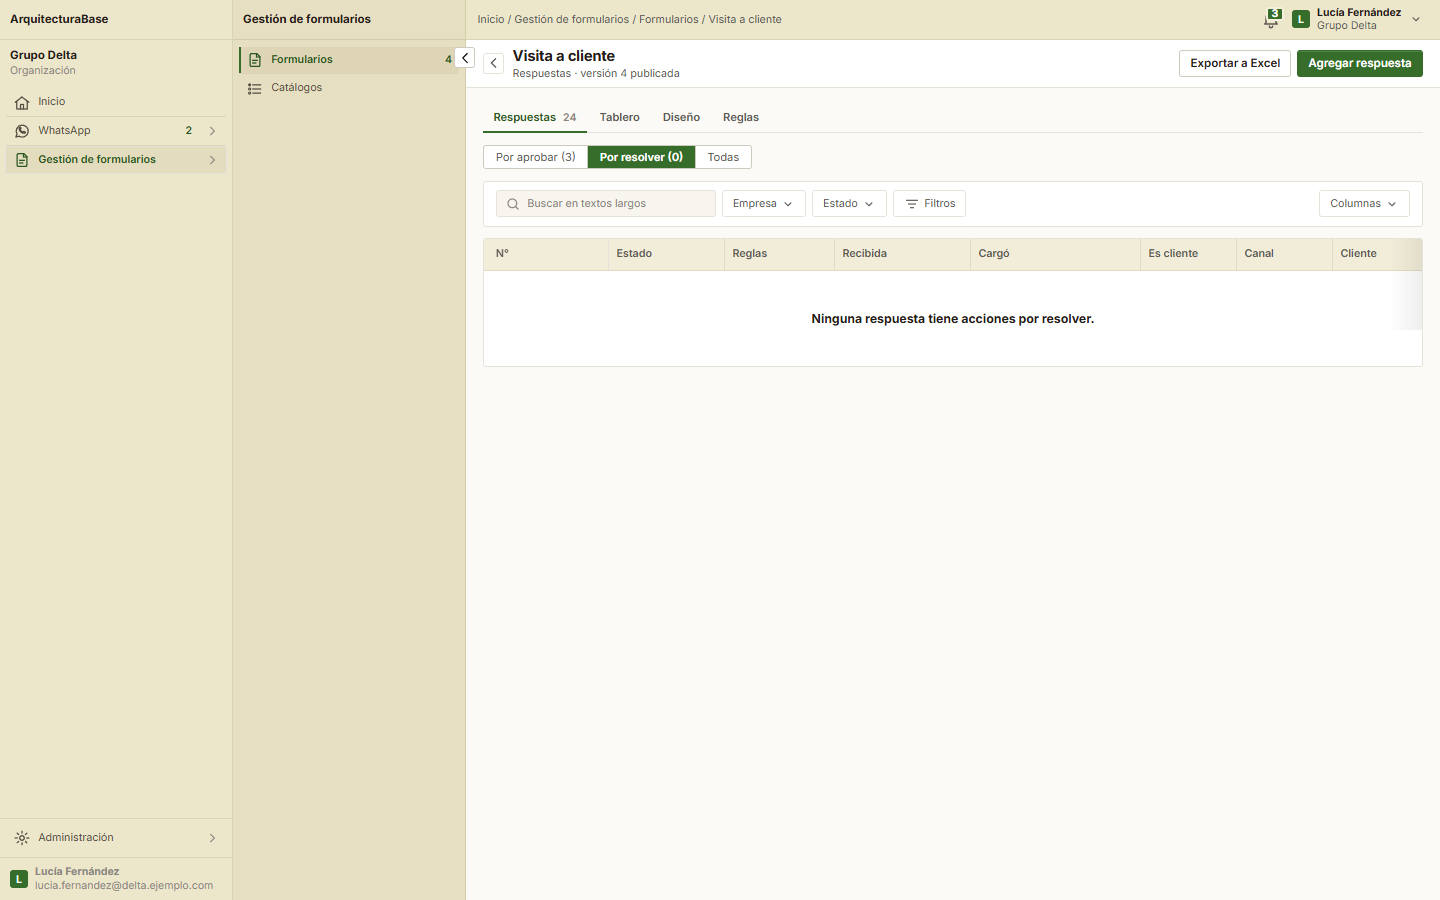 ArquitecturaBase
Grupo Delta
Organización
Inicio
WhatsApp 2
Gestión de formularios
Administración
L
Lucía Fernández
lucia.fernandez@delta.ejemplo.com
Gestión de formularios
Formularios 4
Catálogos
Inicio / Gestión de formularios / Formularios / Visita a cliente
3
L
Lucía Fernández
Grupo Delta
Visita a cliente
Respuestas · versión 4 publicada
Exportar a Excel
Agregar respuesta
Respuestas 24 Tablero Diseño Reglas
Por aprobar (3) Por resolver (0) Todas
Buscar en textos largos Empresa Estado Filtros Columnas
N° Estado Reglas Recibida Cargó Es cliente Canal Cliente
Ninguna respuesta tiene acciones por resolver.